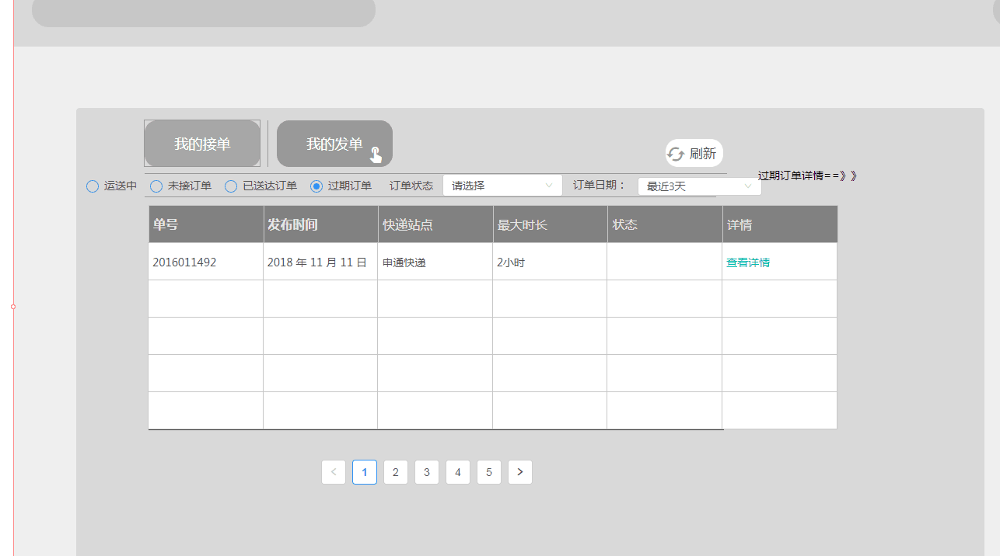 我的接单 我的发单
刷新
过期订单详情==》》
运送中 未接订单 已送达订单 过期订单 订单状态 请选择 订单日期： 最近3天
单号 发布时间 快递站点 最大时长 状态 详情
2016011492 2018 年 11 月 11 日 申通快递 2小时 查看详情
< 1 2 3 4 5 >